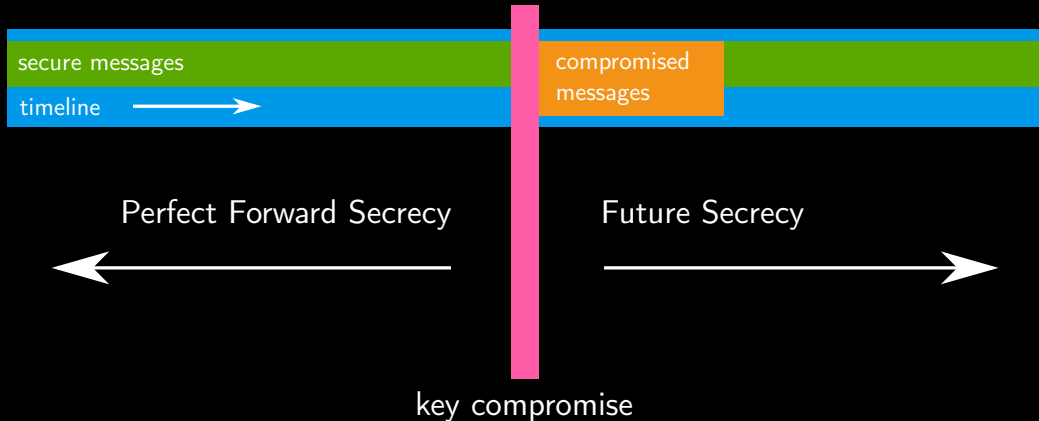 secure messages
compromised
messages
timeline
Perfect Forward Secrecy
Future Secrecy
key compromise